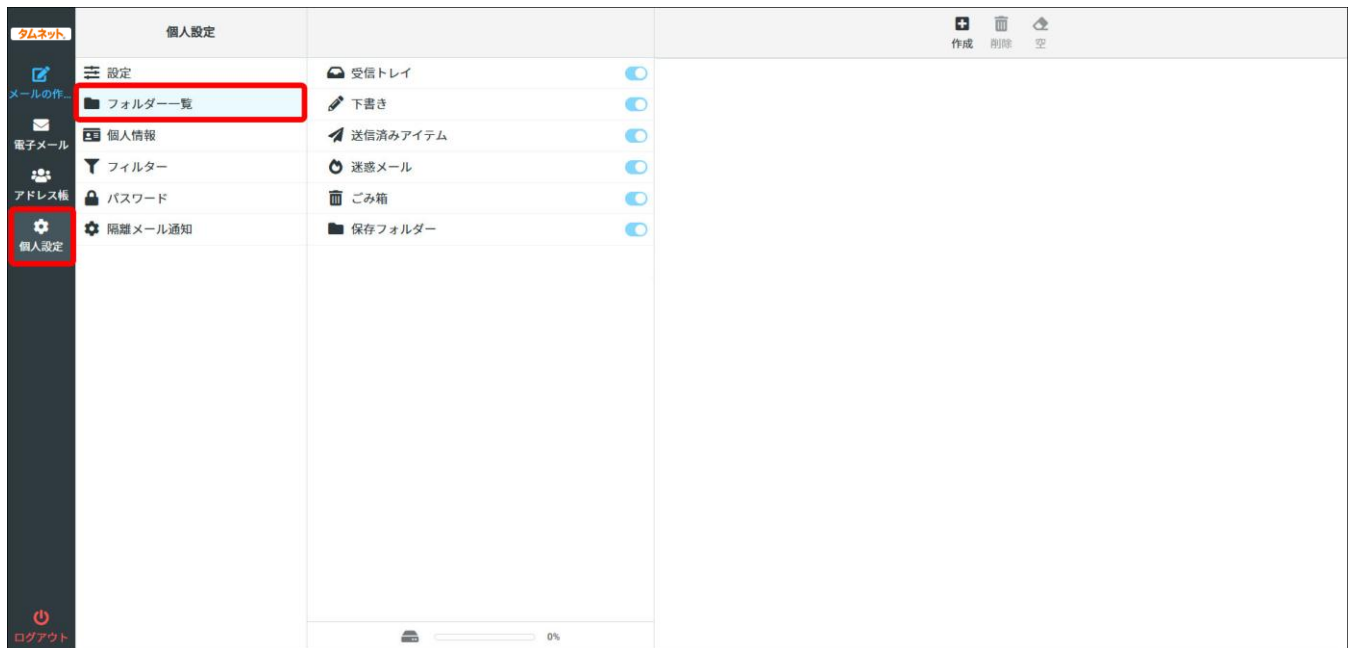 タムネット
メールの作...
電子メール
アドレス帳
個人設定
ログアウト
個人設定
設定
フォルダー一覧
個人情報
フィルター
パスワード
隔離メール通知
受信トレイ
下書き
送信済みアイテム
迷惑メール
ごみ箱
保存フォルダー
0%
作成 削除 空